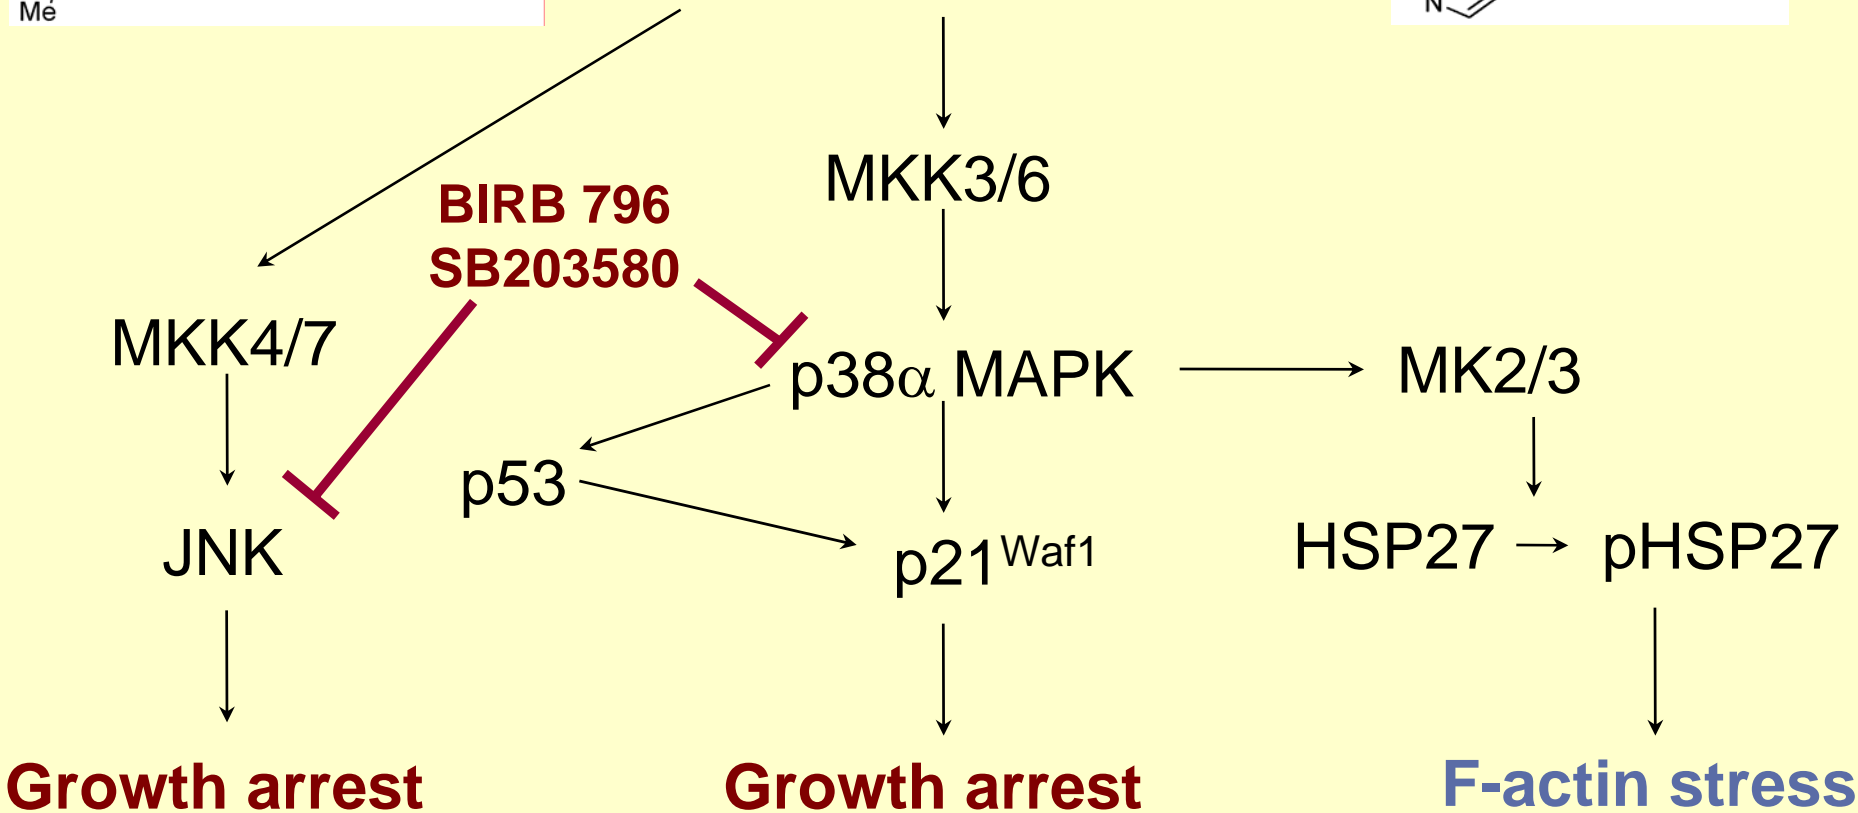 Me
N
MKK3/6
BIRB 796
SB203580
MKK4/7
p38α MAPK
MK2/3
p53
JNK
p21Waf1
HSP27
pHSP27
Growth arrest
Growth arrest
F-actin stress